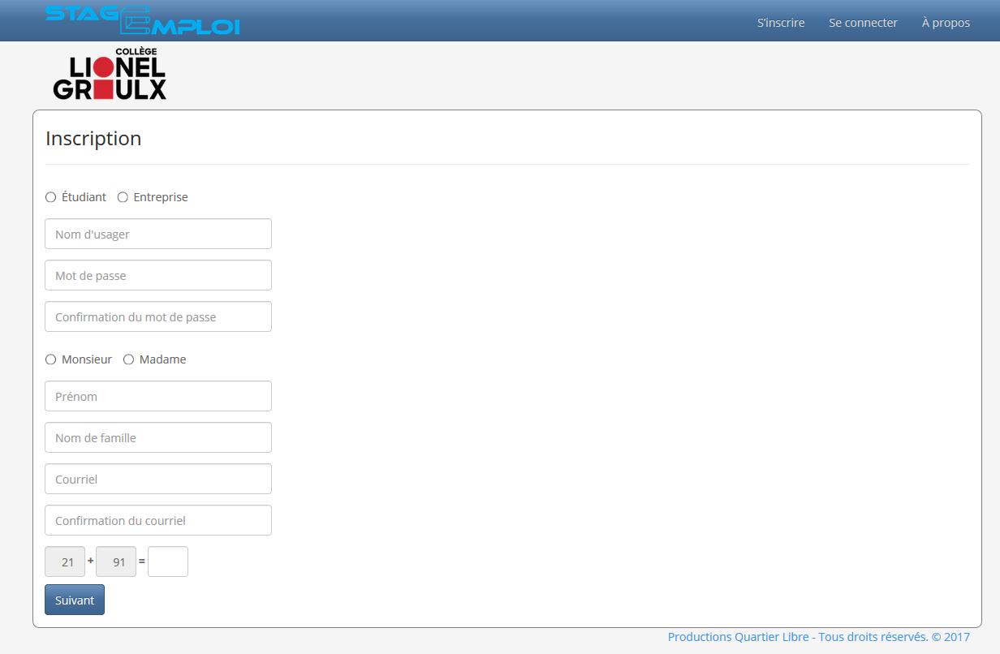 STAGEMPLOI
S'inscrire Se connecter À propos
COLLÈGE
LIONEL
GROULX
Inscription
Étudiant Entreprise
Nom d'usager
Mot de passe
Confirmation du mot de passe
Monsieur Madame
Prénom
Nom de famille
Courriel
Confirmation du courriel
21 + 91 =
Suivant
Productions Quartier Libre - Tous droits réservés. © 2017